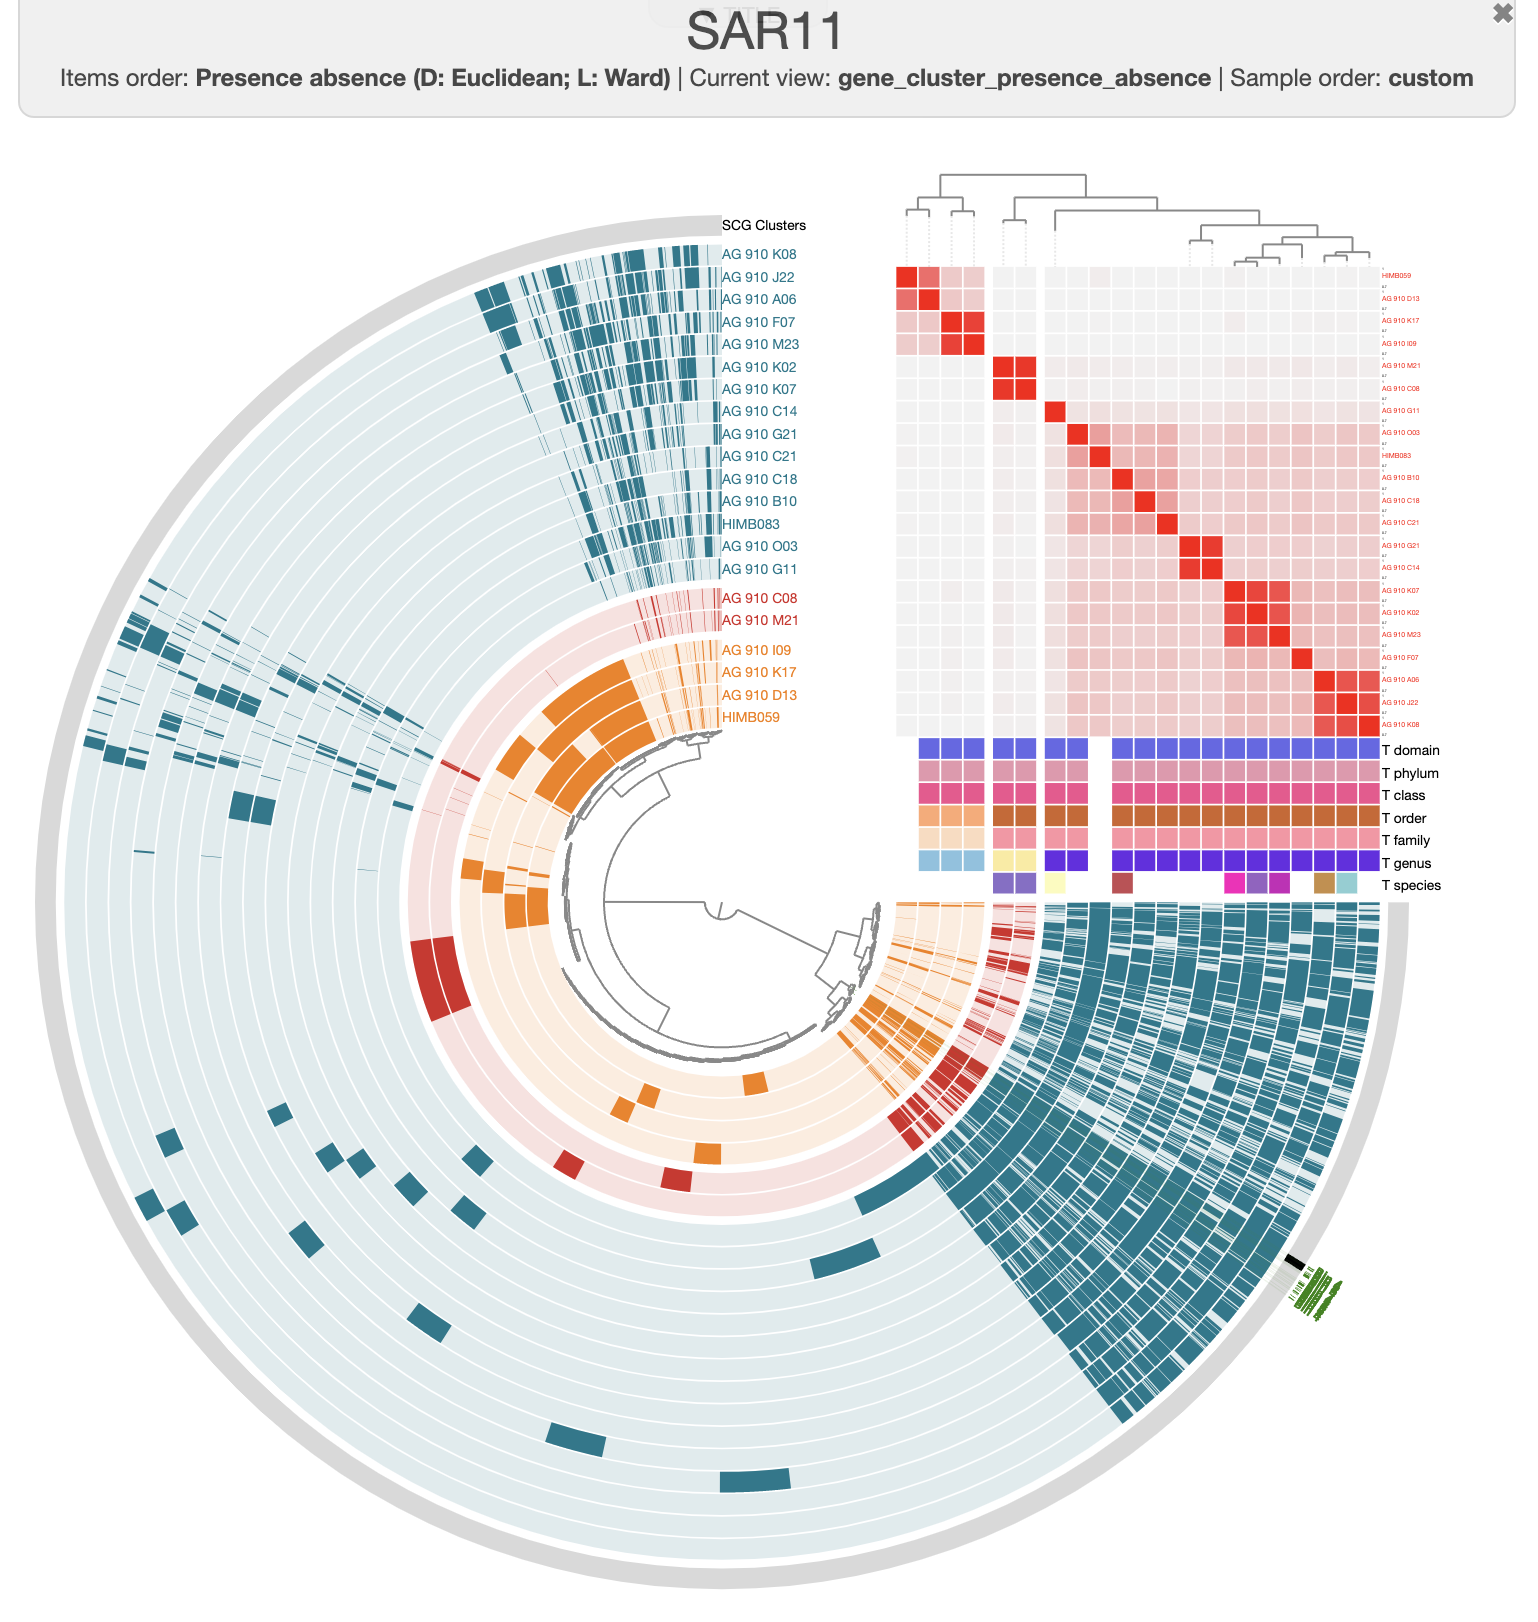 SAR11
Items order: Presence absence (D: Euclidean; L: Ward) | Current view: gene_cluster_presence_absence | Sample order: custom
SCG Clusters
AG 910 K08
AG 910 J22
AG 910 A06
AG 910 F07
AG 910 M23
AG 910 K02
AG 910 K07
AG 910 C14
AG 910 G21
AG 910 C21
AG 910 C18
AG 910 B10
HIMB083
AG 910 O03
AG 910 G11
AG 910 C08
AG 910 M21
AG 910 I09
AG 910 K17
AG 910 D13
HIMB059
HIMB059
AG 910 D13
AG 910 K17
AG 910 I09
AG 910 M21
AG 910 C08
AG 910 G11
AG 910 O03
HIMB083
AG 910 B10
AG 910 C18
AG 910 C21
AG 910 G21
AG 910 C14
AG 910 K07
AG 910 K02
AG 910 M23
AG 910 F07
AG 910 A06
AG 910 J22
AG 910 K08
T domain
T phylum
T class
T order
T family
T genus
T species